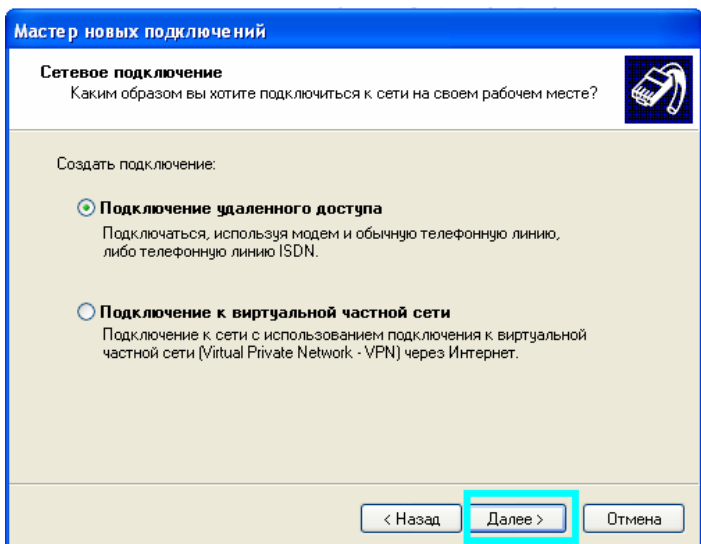 Мастер новых подключений
Сетевое подключение
Каким образом вы хотите подключиться к сети на своем рабочем месте?
Создать подключение:
Подключение удаленного доступа
Подключаться, используя модем и обычную телефонную линию,
либо телефонную линию ISDN.
Подключение к виртуальной частной сети
Подключение к сети с использованием подключения к виртуальной
частной сети (Virtual Private Network - VPN) через Интернет.
< Назад Далее > Отмена